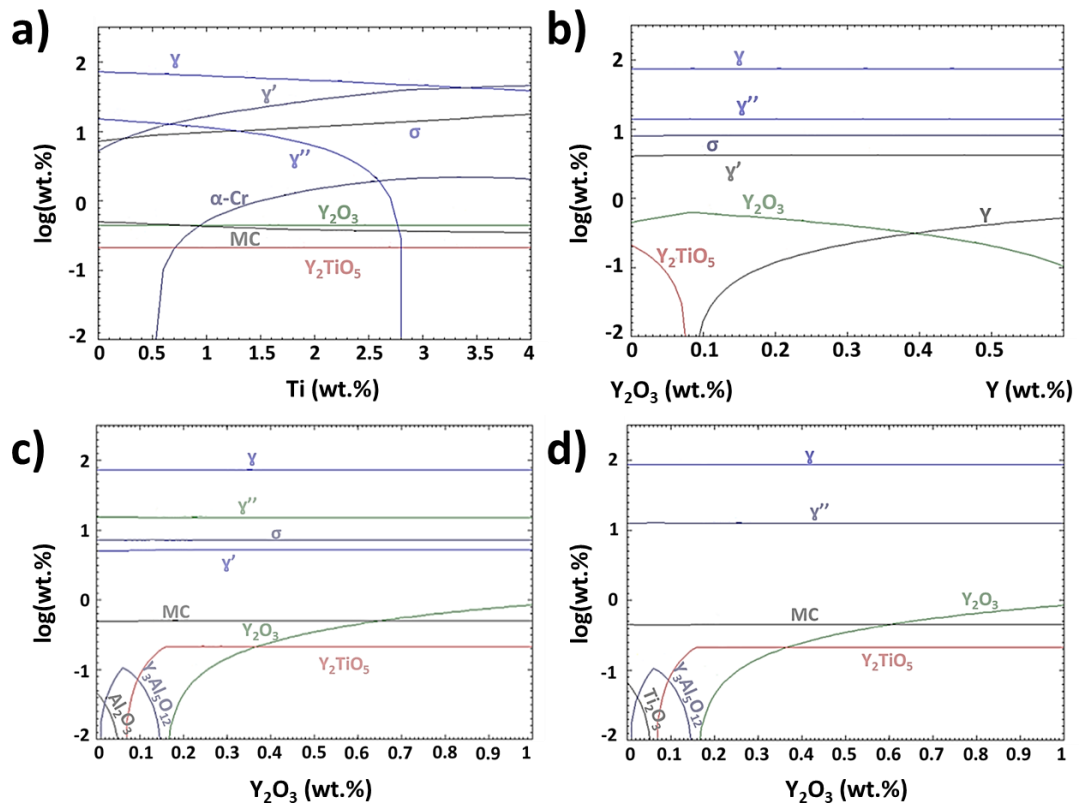 a)
2
1
0
-1
-2
log(wt.%)
γ
γ’
σ
γ’’
α-Cr
Y₂O₃
MC
Y₂TiO₅
0 0.5 1 1.5 2 2.5 3 3.5 4
Ti (wt.%)
b)
2
1
0
-1
-2
log(wt.%)
γ
γ’’
σ
γ’
Y₂O₃
Y
Y₂TiO₅
0 0.1 0.2 0.3 0.4 0.5
Y₂O₃ (wt.%) Y (wt.%)
c)
2
1
0
-1
-2
log(wt.%)
γ
γ’’
σ
γ’
MC
Y₂O₃
Y₂TiO₅
Al₂O₃
Y₃Al₅O₁₂
0 0.1 0.2 0.3 0.4 0.5 0.6 0.7 0.8 0.9 1
Y₂O₃ (wt.%)
d)
2
1
0
-1
-2
log(wt.%)
γ
γ’’
Y₂O₃
MC
Y₂TiO₅
Ti₂O₃
Y₃Al₅O₁₂
0 0.1 0.2 0.3 0.4 0.5 0.6 0.7 0.8 0.9 1
Y₂O₃ (wt.%)